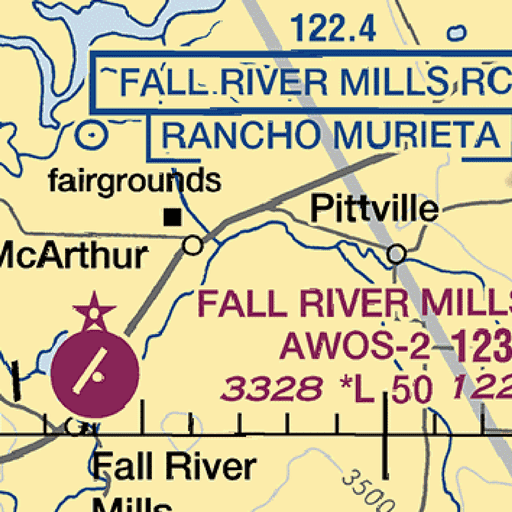 122.4
FALL RIVER MILLS RC
RANCHO MURIETA
fairgrounds
Pittville
McArthur
FALL RIVER MILLS
AWOS-2 123
3328 *L 50 122
Fall River
Mills
3500